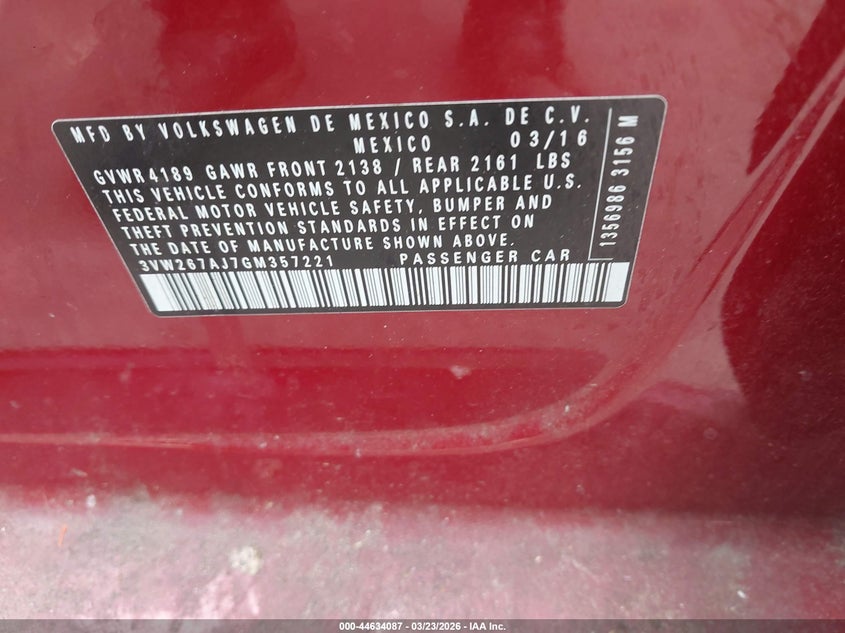 MFD BY VOLKSWAGEN DE MEXICO S.A. DE C.V.
MEXICO 03/16
GVWR 4189 GAWR FRONT 2138 / REAR 2161 LBS
THIS VEHICLE CONFORMS TO ALL APPLICABLE U.S.
FEDERAL MOTOR VEHICLE SAFETY, BUMPER AND
THEFT PREVENTION STANDARDS IN EFFECT ON
THE DATE OF MANUFACTURE SHOWN ABOVE.
3VW267AJ7GM357221 PASSENGER CAR
1356986 3156 M
000-44634087 - 03/23/2026 - IAA Inc.